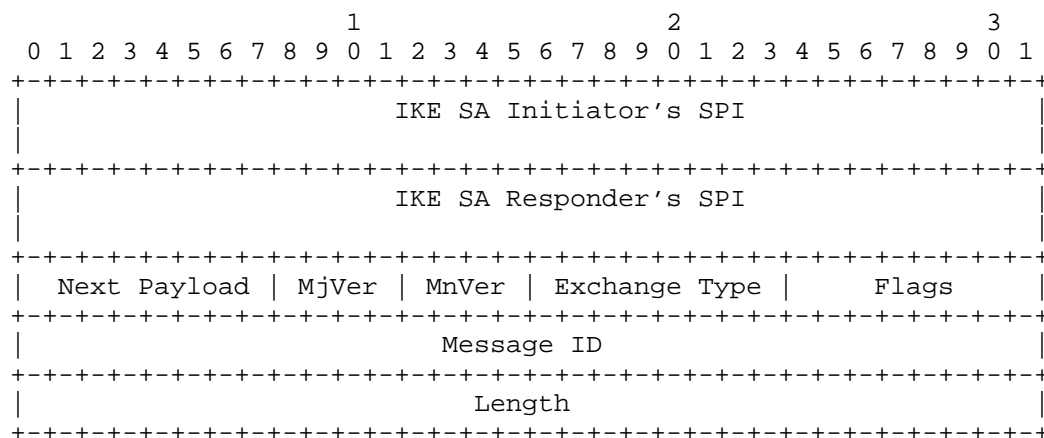 1                   2                   3
 0 1 2 3 4 5 6 7 8 9 0 1 2 3 4 5 6 7 8 9 0 1 2 3 4 5 6 7 8 9 0 1
+-+-+-+-+-+-+-+-+-+-+-+-+-+-+-+-+-+-+-+-+-+-+-+-+-+-+-+-+-+-+-+-+
|                       IKE SA Initiator’s SPI                  |
|                                                               |
+-+-+-+-+-+-+-+-+-+-+-+-+-+-+-+-+-+-+-+-+-+-+-+-+-+-+-+-+-+-+-+-+
|                       IKE SA Responder’s SPI                  |
|                                                               |
+-+-+-+-+-+-+-+-+-+-+-+-+-+-+-+-+-+-+-+-+-+-+-+-+-+-+-+-+-+-+-+-+
|  Next Payload | MjVer | MnVer | Exchange Type |     Flags     |
+-+-+-+-+-+-+-+-+-+-+-+-+-+-+-+-+-+-+-+-+-+-+-+-+-+-+-+-+-+-+-+-+
|                          Message ID                           |
+-+-+-+-+-+-+-+-+-+-+-+-+-+-+-+-+-+-+-+-+-+-+-+-+-+-+-+-+-+-+-+-+
|                            Length                             |
+-+-+-+-+-+-+-+-+-+-+-+-+-+-+-+-+-+-+-+-+-+-+-+-+-+-+-+-+-+-+-+-+